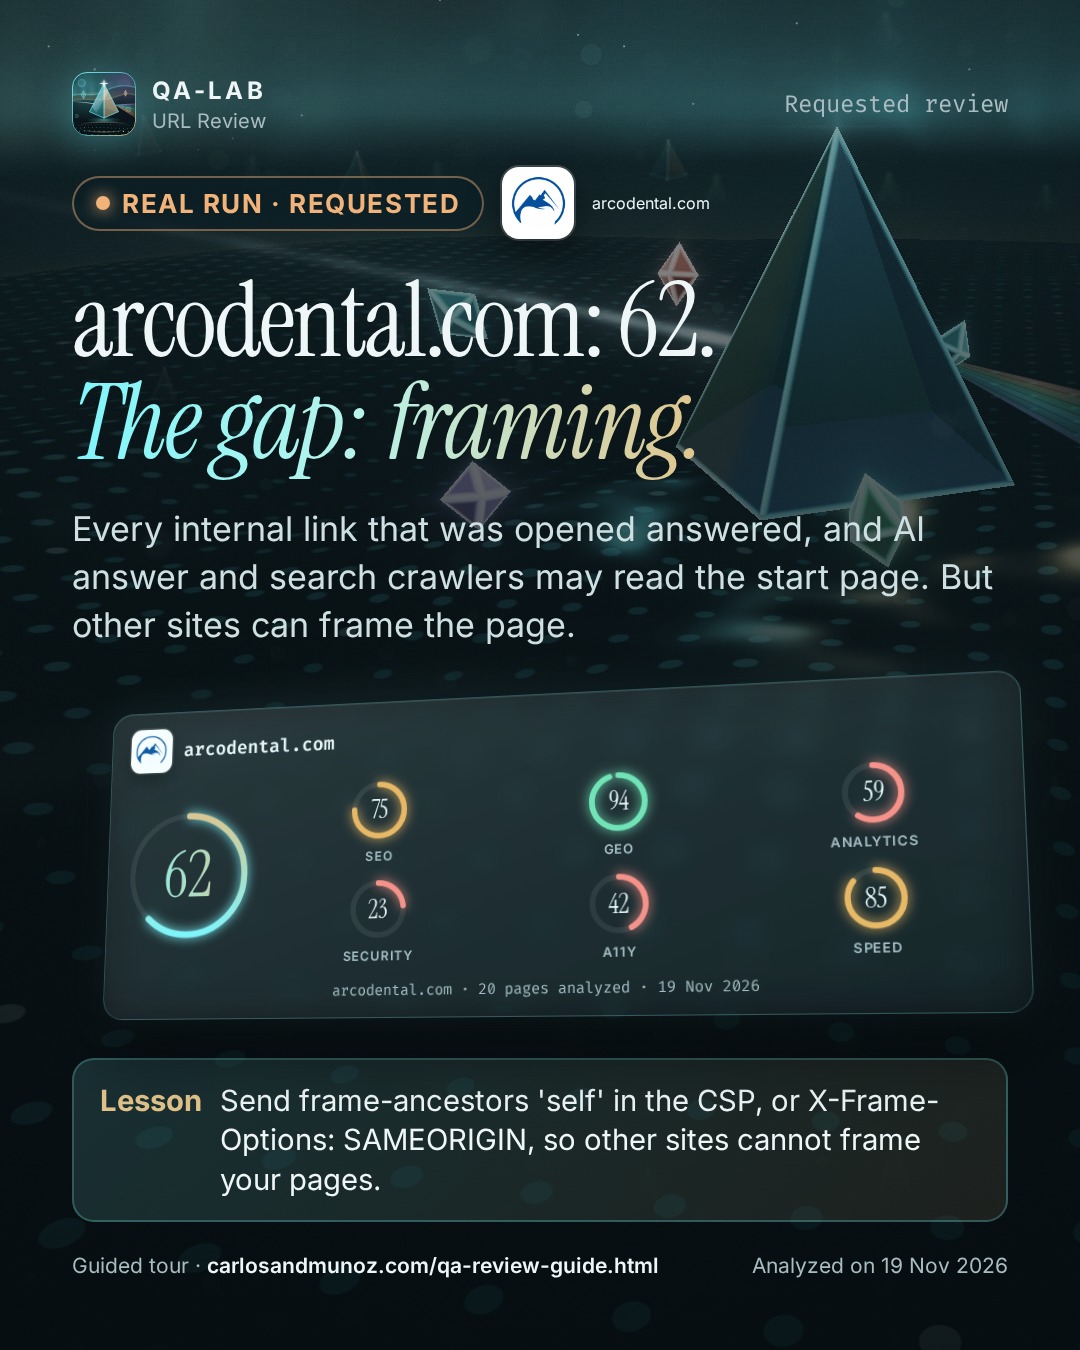 QA-LAB
URL Review
Requested review
REAL RUN · REQUESTED
arcodental.com
arcodental.com: 62.
The gap: framing.
Every internal link that was opened answered, and AI
answer and search crawlers may read the start page. But
other sites can frame the page.
arcodental.com
62
75
SEO
94
GEO
59
ANALYTICS
23
SECURITY
42
A11Y
85
SPEED
arcodental.com · 20 pages analyzed · 19 Nov 2026
Lesson
Send frame-ancestors 'self' in the CSP, or X-Frame-
Options: SAMEORIGIN, so other sites cannot frame
your pages.
Guided tour · carlosandmunoz.com/qa-review-guide.html
Analyzed on 19 Nov 2026